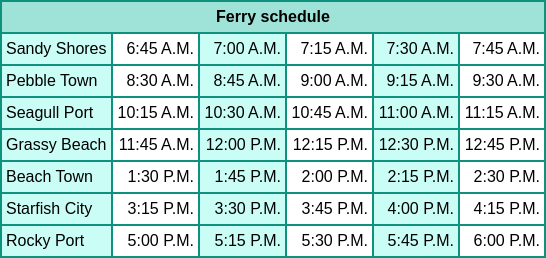 Ferry schedule
Sandy Shores 6:45 A.M. 7:00 A.M. 7:15 A.M. 7:30 A.M. 7:45 A.M.
Pebble Town 8:30 A.M. 8:45 A.M. 9:00 A.M. 9:15 A.M. 9:30 A.M.
Seagull Port 10:15 A.M. 10:30 A.M. 10:45 A.M. 11:00 A.M. 11:15 A.M.
Grassy Beach 11:45 A.M. 12:00 P.M. 12:15 P.M. 12:30 P.M. 12:45 P.M.
Beach Town 1:30 P.M. 1:45 P.M. 2:00 P.M. 2:15 P.M. 2:30 P.M.
Starfish City 3:15 P.M. 3:30 P.M. 3:45 P.M. 4:00 P.M. 4:15 P.M.
Rocky Port 5:00 P.M. 5:15 P.M. 5:30 P.M. 5:45 P.M. 6:00 P.M.